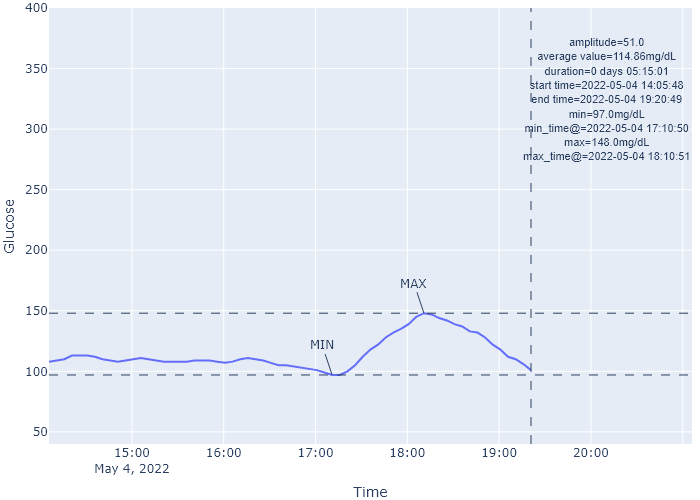 400
350
300
250
200
150
100
50
Glucose
amplitude=51.0
average value=114.86mg/dL
duration=0 days 05:15:01
start time=2022-05-04 14:05:48
end time=2022-05-04 19:20:49
min=97.0mg/dL
min_time@=2022-05-04 17:10:50
max=148.0mg/dL
max_time@=2022-05-04 18:10:51
MAX
MIN
15:00 16:00 17:00 18:00 19:00 20:00
May 4, 2022
Time